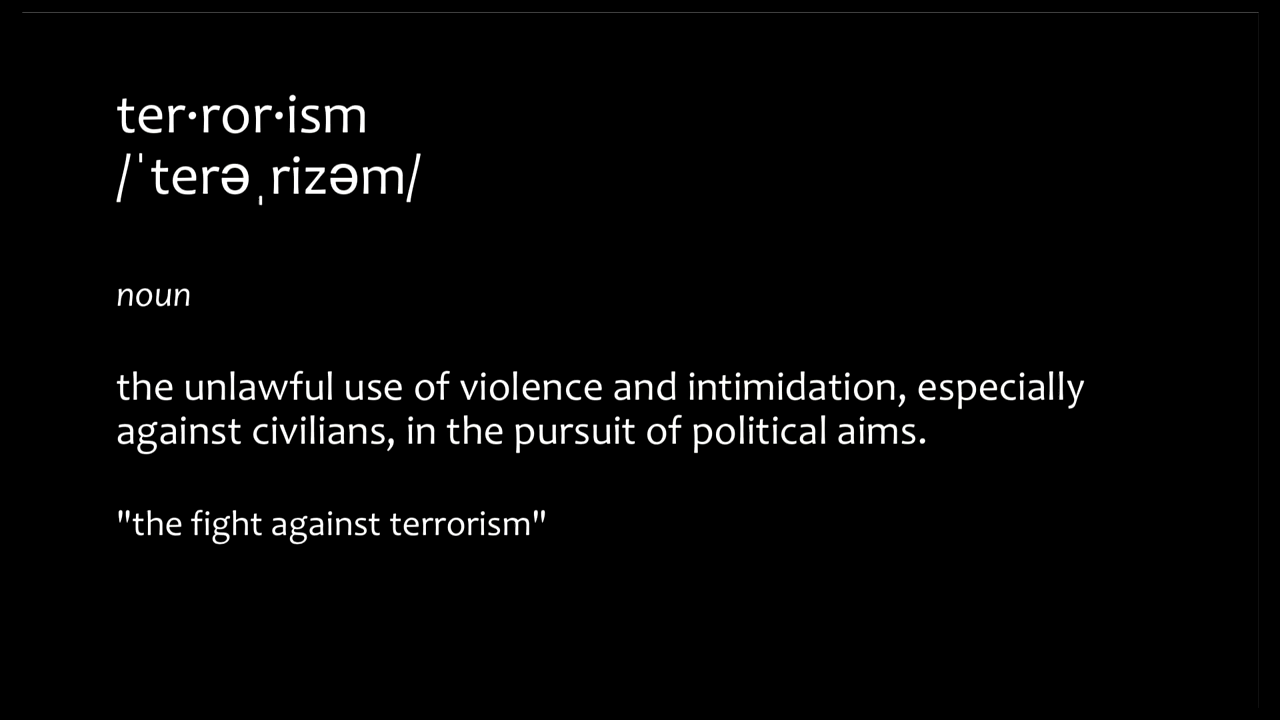 ter·ror·ism
/ˈterəˌrizəm/
noun
the unlawful use of violence and intimidation, especially
against civilians, in the pursuit of political aims.
"the fight against terrorism"